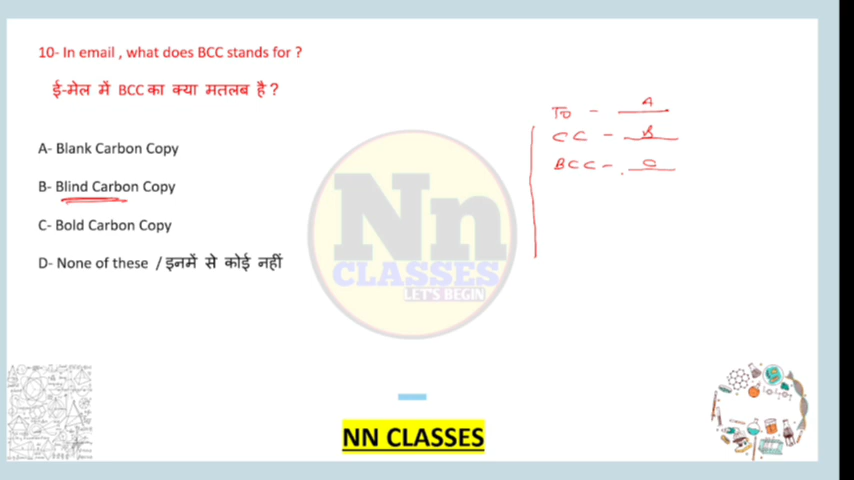 10- In email , what does BCC stands for ?
ई-मेल में BCC का क्या मतलब है ?
A- Blank Carbon Copy
B- Blind Carbon Copy
C- Bold Carbon Copy
D- None of these / इनमें से कोई नहीं
TO - A
CC - B
BCC - C
Nn
CLASSES
LET'S BEGIN
NN CLASSES